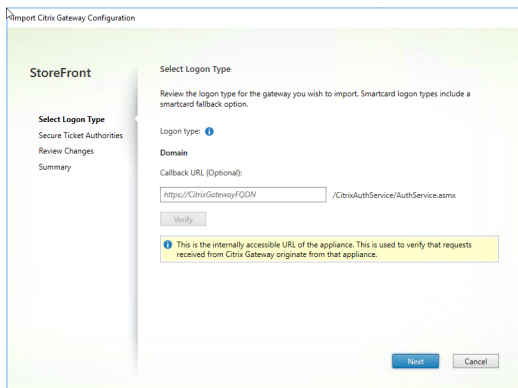 Import Citrix Gateway Configuration
StoreFront
Select Logon Type
Secure Ticket Authorities
Review Changes
Summary
Select Logon Type
Review the logon type for the gateway you wish to import. Smartcard logon types include a
smartcard fallback option.
Logon type:
Domain
Callback URL (Optional):
https://CitrixGatewayFQDN /CitrixAuthService/AuthService.asmx
Verify
This is the internally accessible URL of the appliance. This is used to verify that requests
received from Citrix Gateway originate from that appliance.
Next Cancel